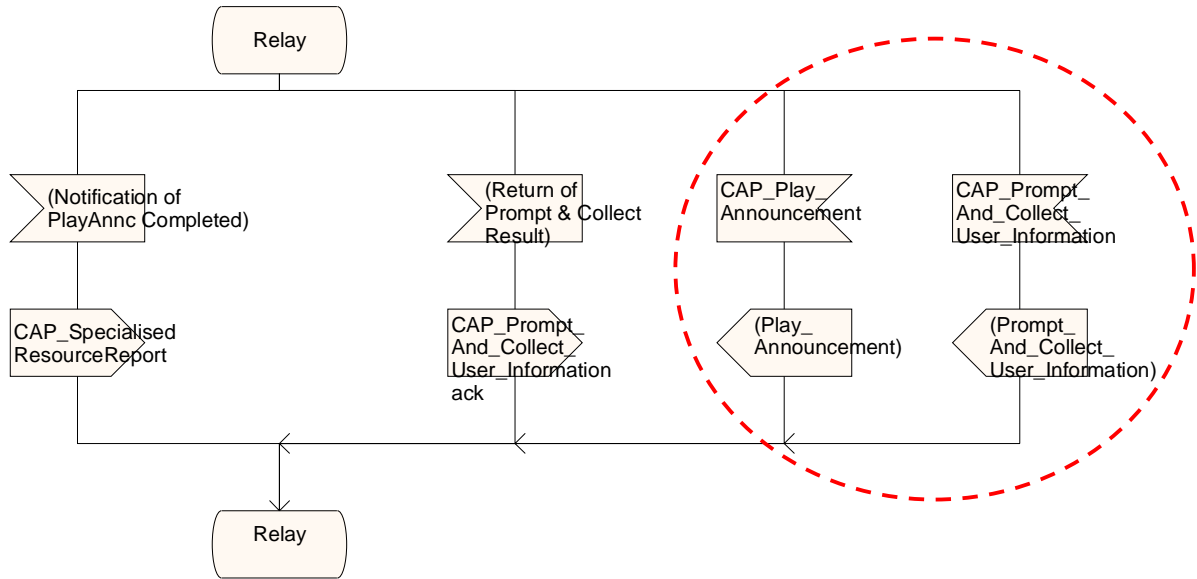 Relay
(Notification of
PlayAnnc Completed)
(Return of
Prompt & Collect
Result)
CAP_Play_
Announcement
CAP_Prompt_
And_Collect_
User_Information
CAP_Specialised
ResourceReport
CAP_Prompt_
And_Collect_
User_Information
ack
(Play_
Announcement)
(Prompt_
And_Collect_
User_Information)
Relay